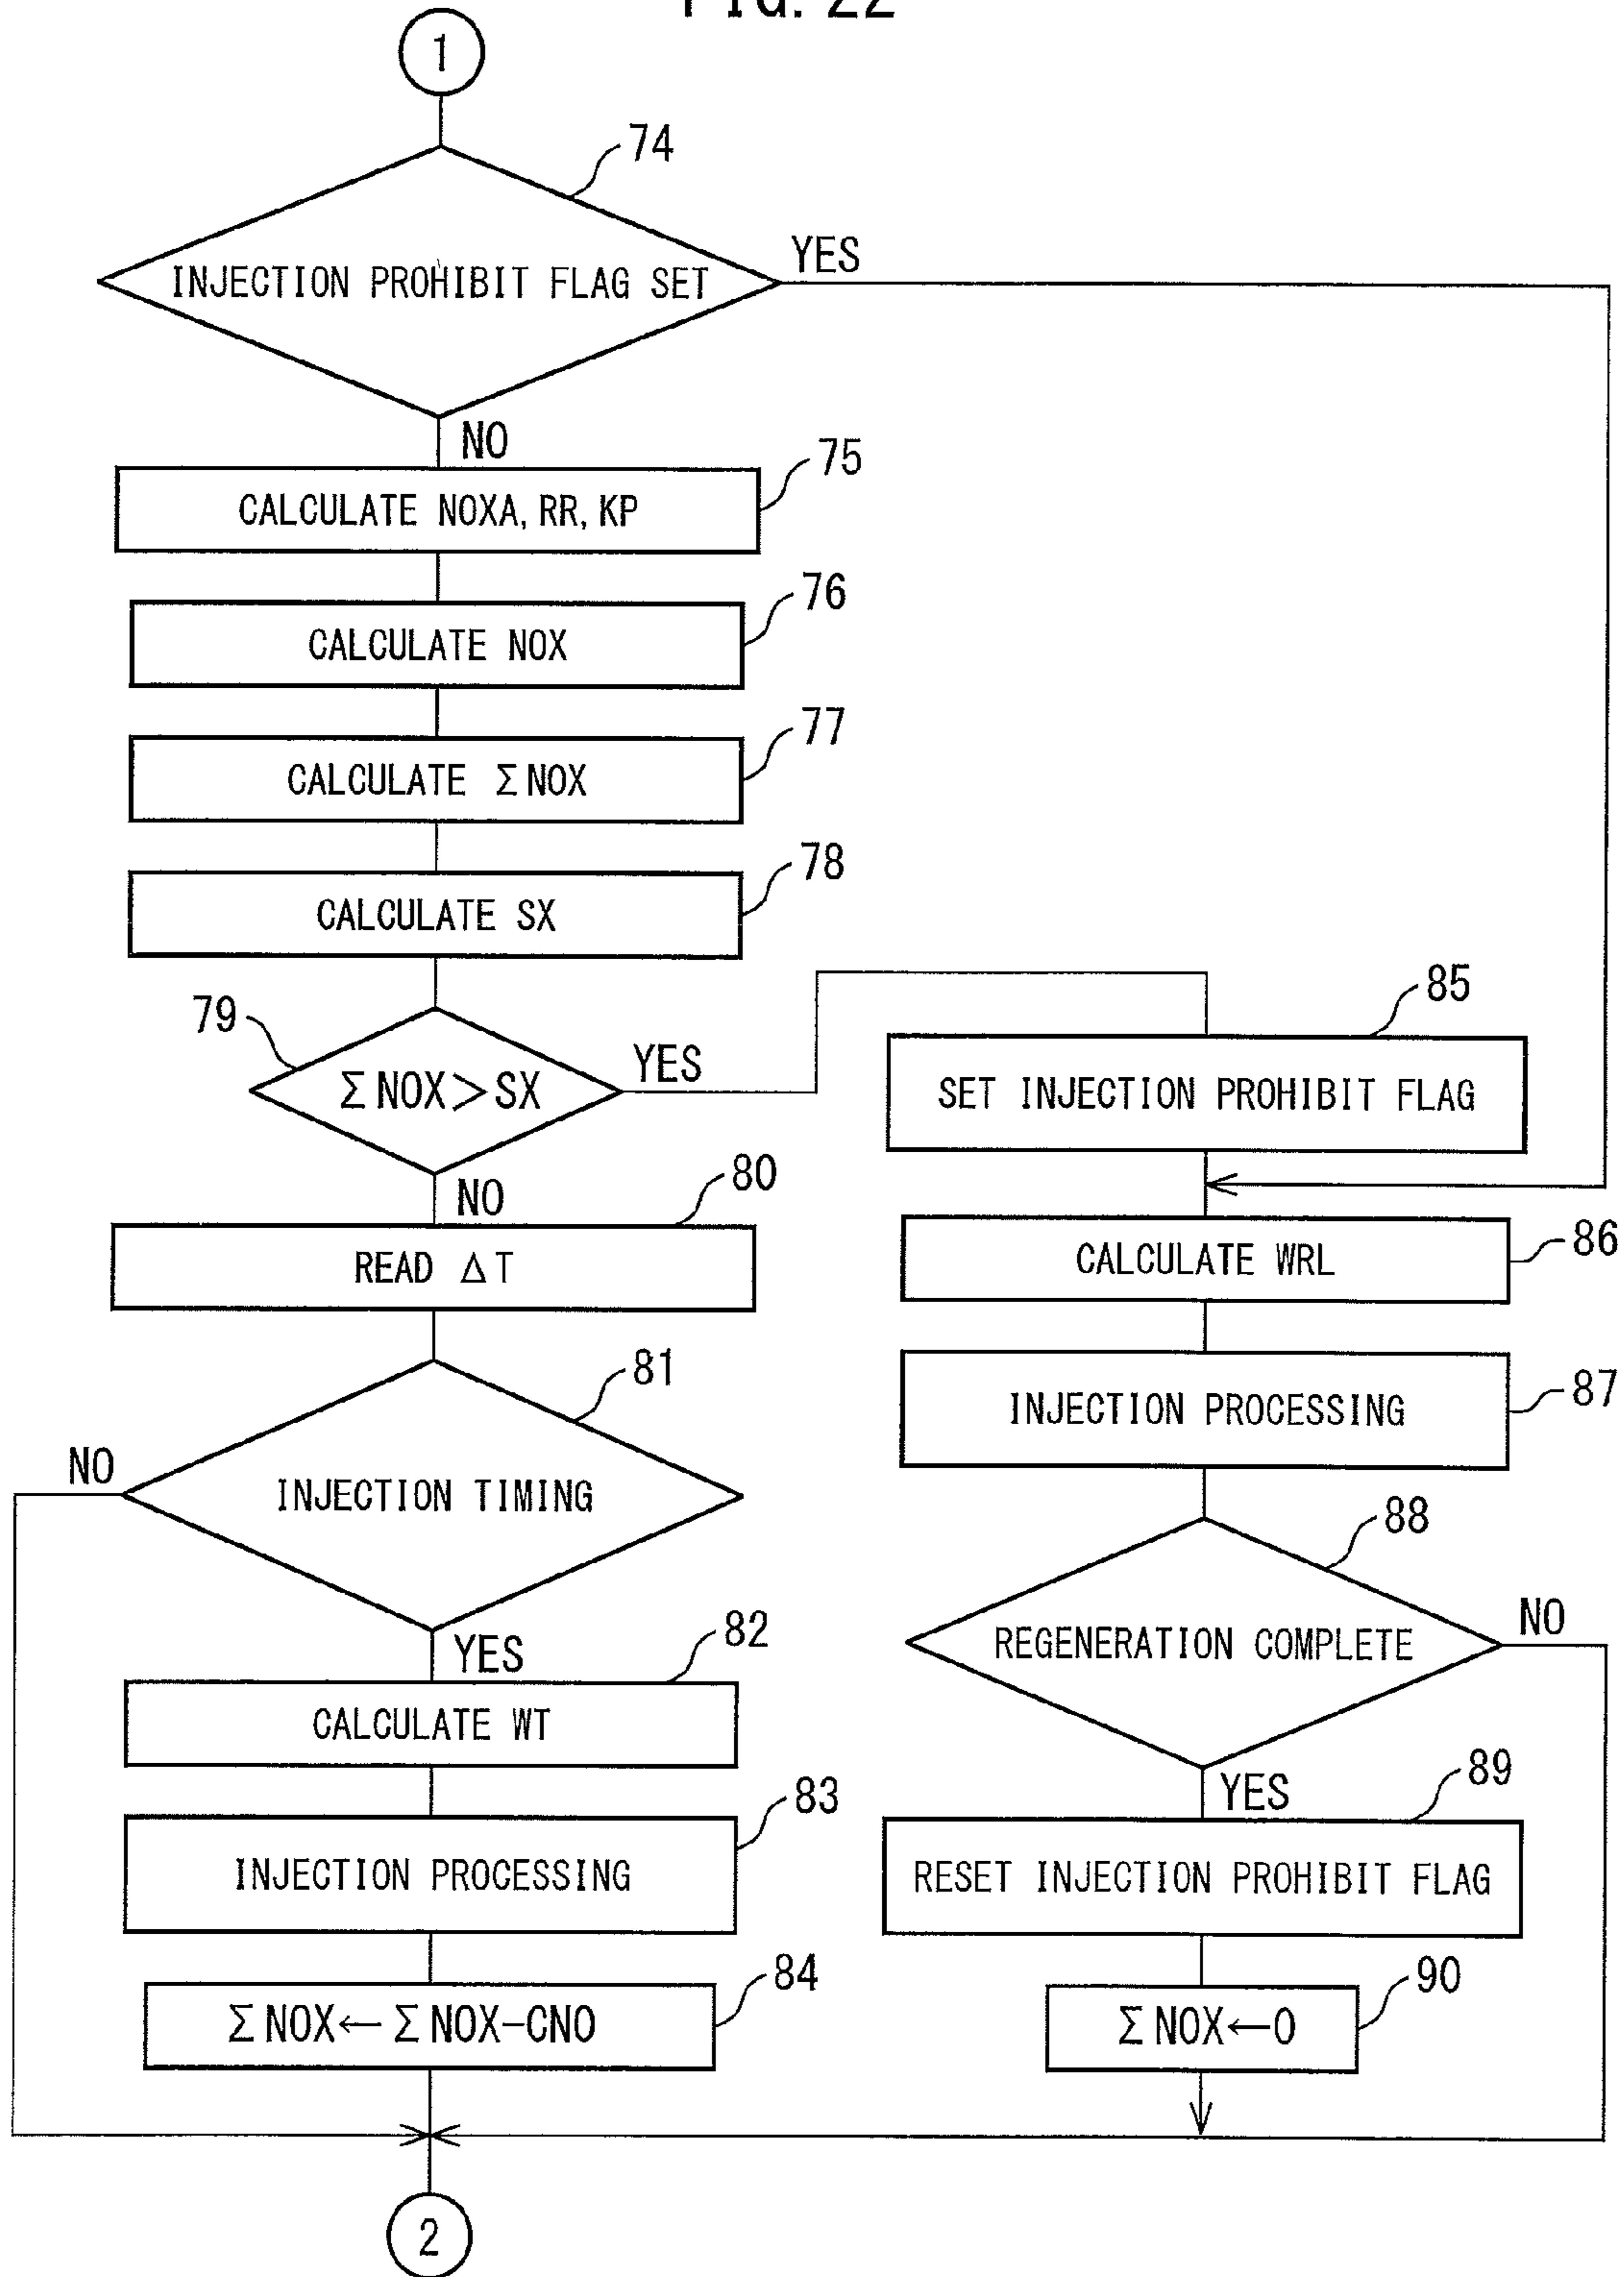 FIG. 22
1
74
INJECTION PROHIBIT FLAG SET
YES
NO
75
CALCULATE NOXA, RR, KP
76
CALCULATE NOX
77
CALCULATE ΣNOX
78
CALCULATE SX
79
ΣNOX>SX
YES
85
SET INJECTION PROHIBIT FLAG
NO
80
READ ΔT
86
CALCULATE WRL
81
NO
INJECTION TIMING
87
INJECTION PROCESSING
88
REGENERATION COMPLETE
NO
YES
82
CALCULATE WT
YES
89
RESET INJECTION PROHIBIT FLAG
83
INJECTION PROCESSING
84
ΣNOX←ΣNOX-CNO
90
ΣNOX←0
2